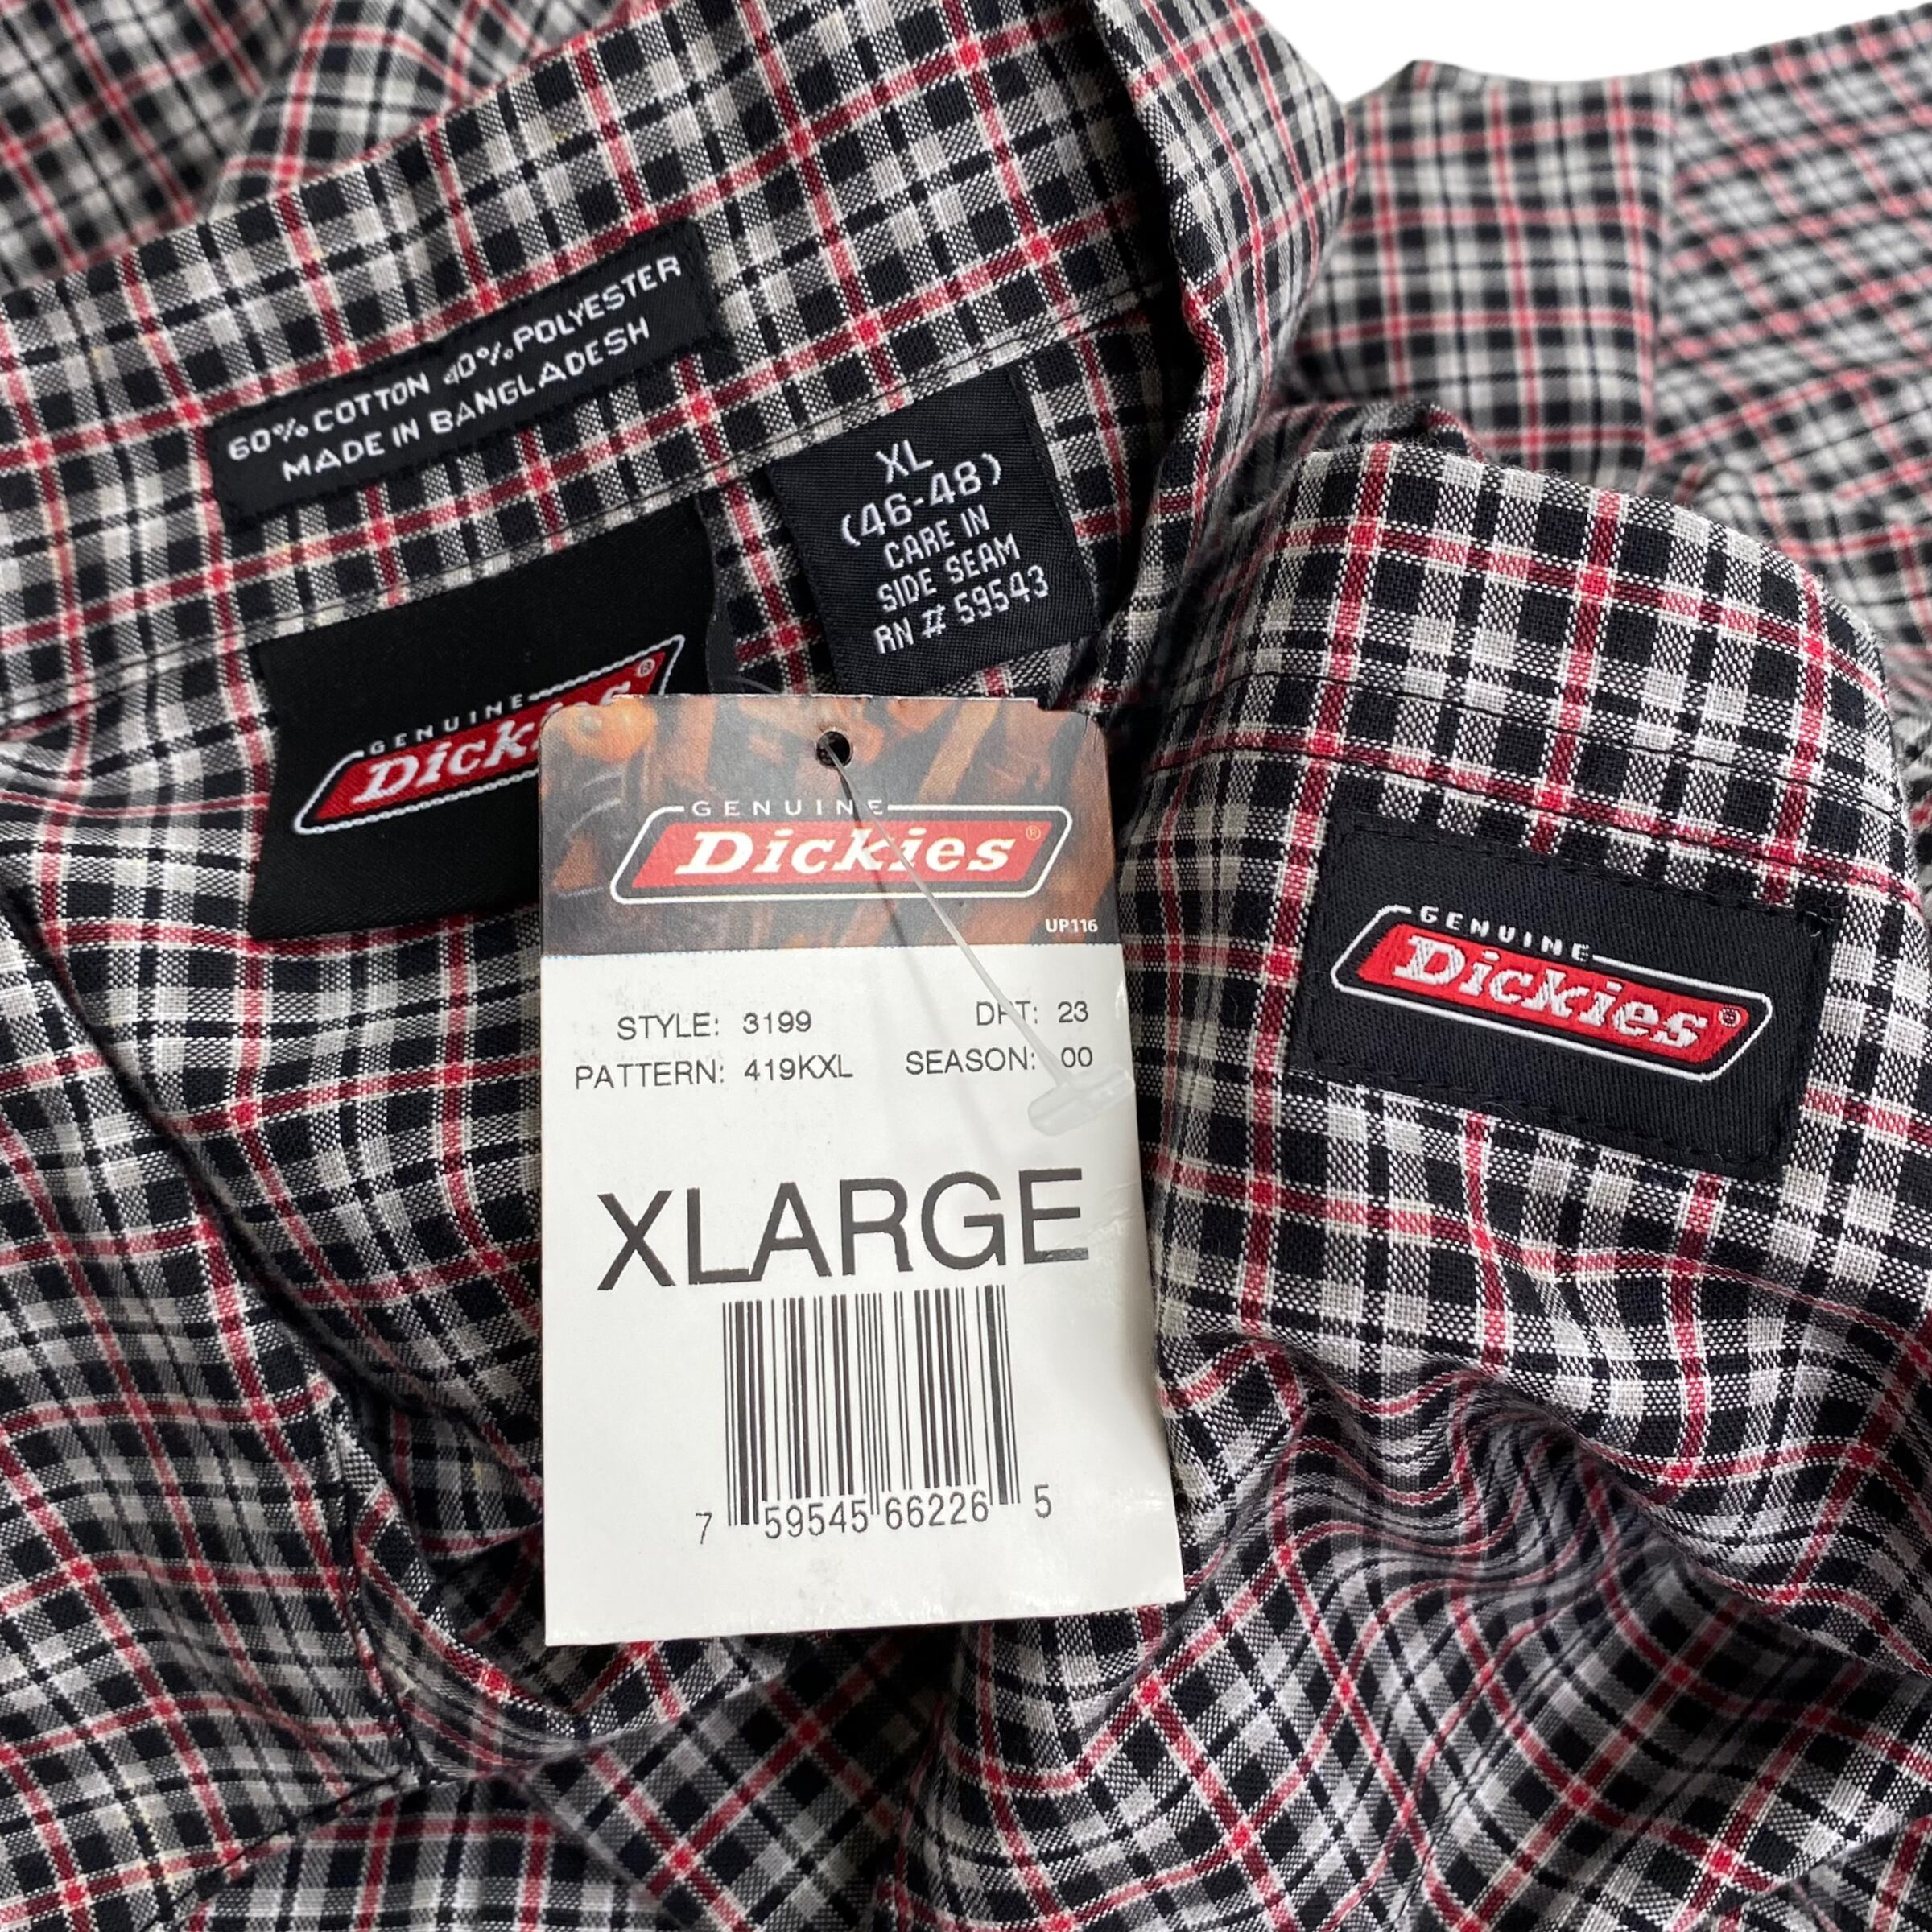 60% COTTON 40% POLYESTER
MADE IN BANGLADESH
XL
(46-48)
CARE IN
SIDE SEAM
RN # 59543
GENUINE
Dickies®
GENUINE
Dickies®
UP116
STYLE: 3199 DPT: 23
PATTERN: 419KXL SEASON: 00
XLARGE
7 59545 66226 5
GENUINE
Dickies®